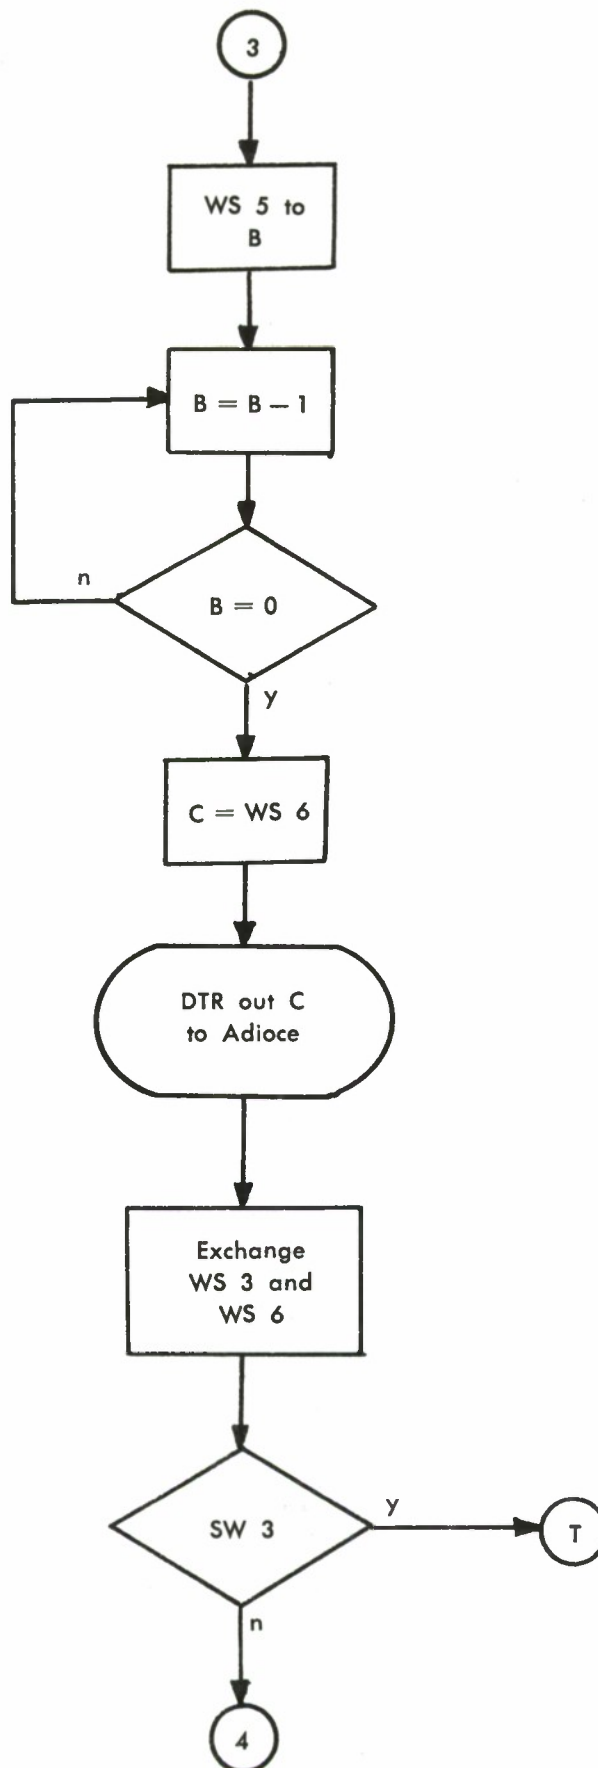 3
WS 5 to
B
B = B – 1
n
B = 0
y
C = WS 6
DTR out C
to Adioce
Exchange
WS 3 and
WS 6
SW 3
y
T
n
4